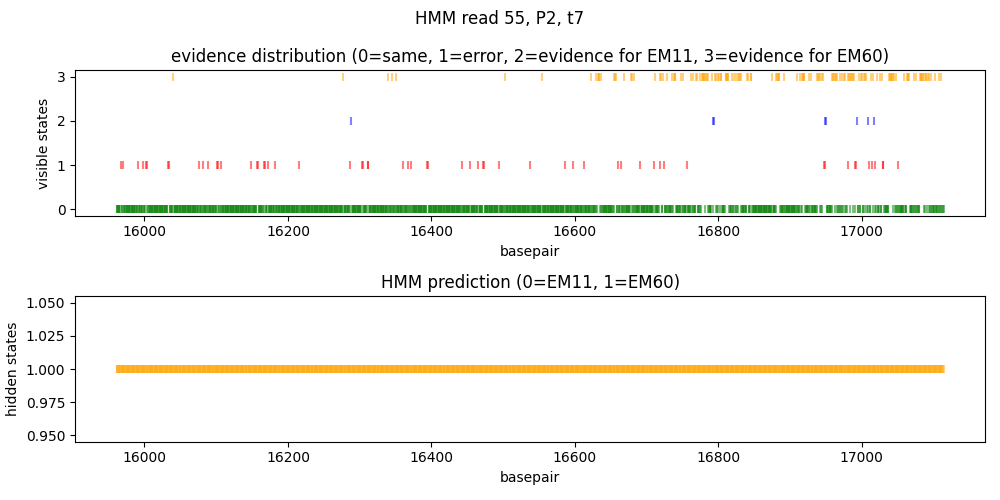 HMM read 55, P2, t7
evidence distribution (0=same, 1=error, 2=evidence for EM11, 3=evidence for EM60)
visible states
3
2
1
0
16000 16200 16400 16600 16800 17000
basepair
HMM prediction (0=EM11, 1=EM60)
hidden states
1.050
1.025
1.000
0.975
0.950
16000 16200 16400 16600 16800 17000
basepair